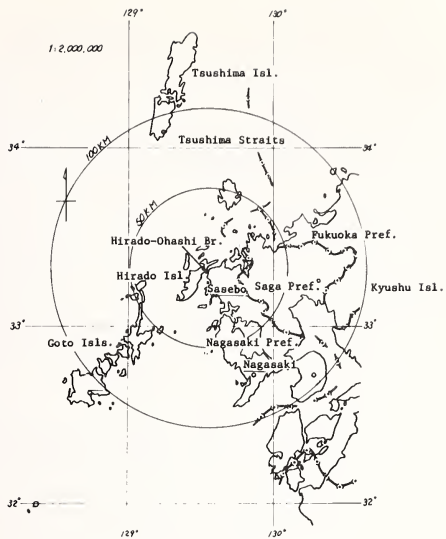 129°
130°
1:2,000,000
Tsushima Isl.
100KM
34°
Tsushima Straits
34°
50KM
Fukuoka Pref.
Hirado-Ohashi Br.
Hirado Isl.
Sasebo
Saga Pref.
Kyushu Isl.
33°
33°
Goto Isls.
Nagasaki Pref.
Nagasaki
32°
32°
129°
130°